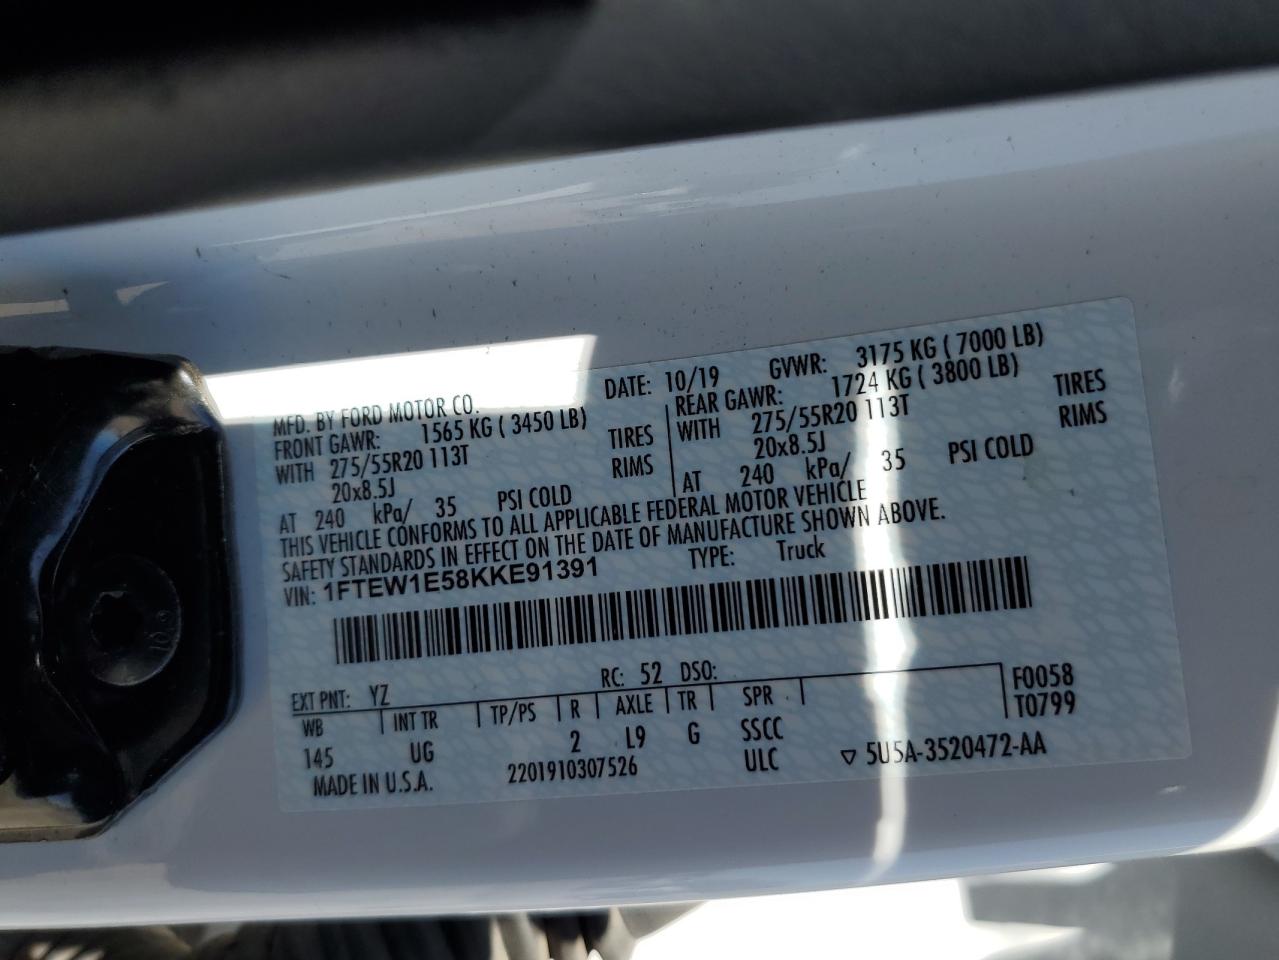 MFD. BY FORD MOTOR CO. DATE: 10/19 GVWR: 3175 KG ( 7000 LB)
FRONT GAWR: 1565 KG ( 3450 LB) REAR GAWR: 1724 KG ( 3800 LB)
WITH 275/55R20 113T TIRES WITH 275/55R20 113T TIRES
20x8.5J RIMS 20x8.5J RIMS
AT 240 kPa/ 35 PSI COLD AT 240 kPa/ 35 PSI COLD
THIS VEHICLE CONFORMS TO ALL APPLICABLE FEDERAL MOTOR VEHICLE
SAFETY STANDARDS IN EFFECT ON THE DATE OF MANUFACTURE SHOWN ABOVE.
VIN: 1FTEW1E58KKE91391 TYPE: Truck
EXT PNT: YZ RC: 52 DSO: F0058
WB INT TR TP/PS R AXLE TR SPR T0799
145 UG 2 L9 G SSCC
MADE IN U.S.A. 2201910307526 ULC ▽ 5U5A-3520472-AA
10.9